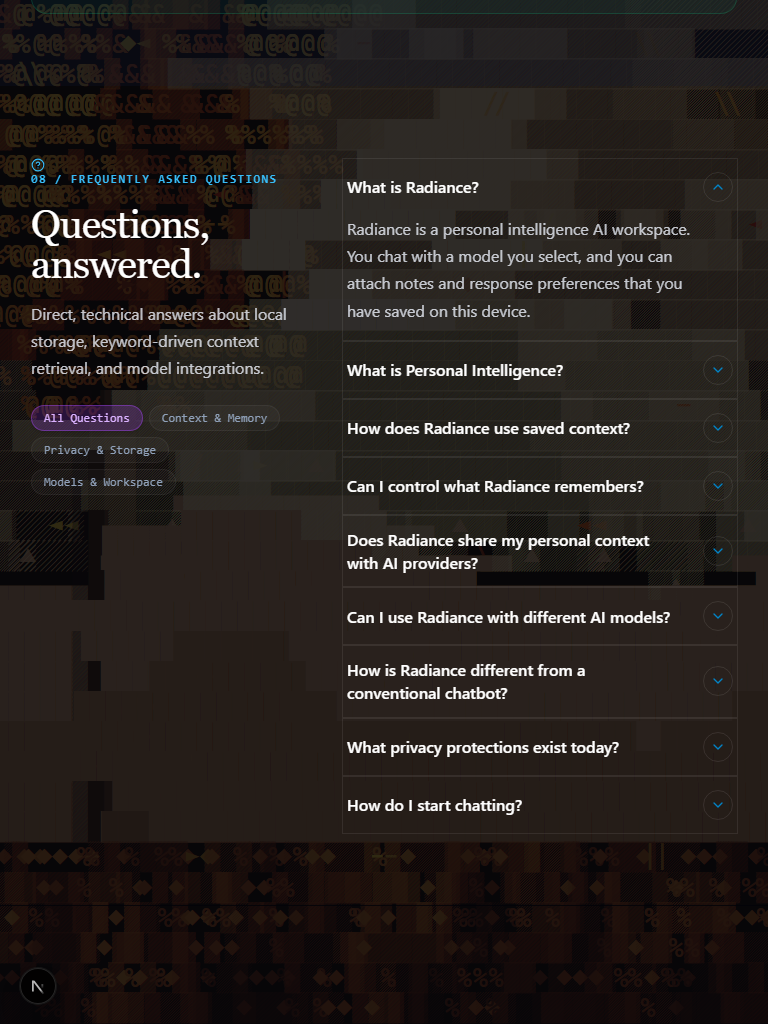 08 / FREQUENTLY ASKED QUESTIONS
Questions,
answered.
Direct, technical answers about local
storage, keyword-driven context
retrieval, and model integrations.
All Questions
Context & Memory
Privacy & Storage
Models & Workspace
What is Radiance?
Radiance is a personal intelligence AI workspace.
You chat with a model you select, and you can
attach notes and response preferences that you
have saved on this device.
What is Personal Intelligence?
How does Radiance use saved context?
Can I control what Radiance remembers?
Does Radiance share my personal context
with AI providers?
Can I use Radiance with different AI models?
How is Radiance different from a
conventional chatbot?
What privacy protections exist today?
How do I start chatting?